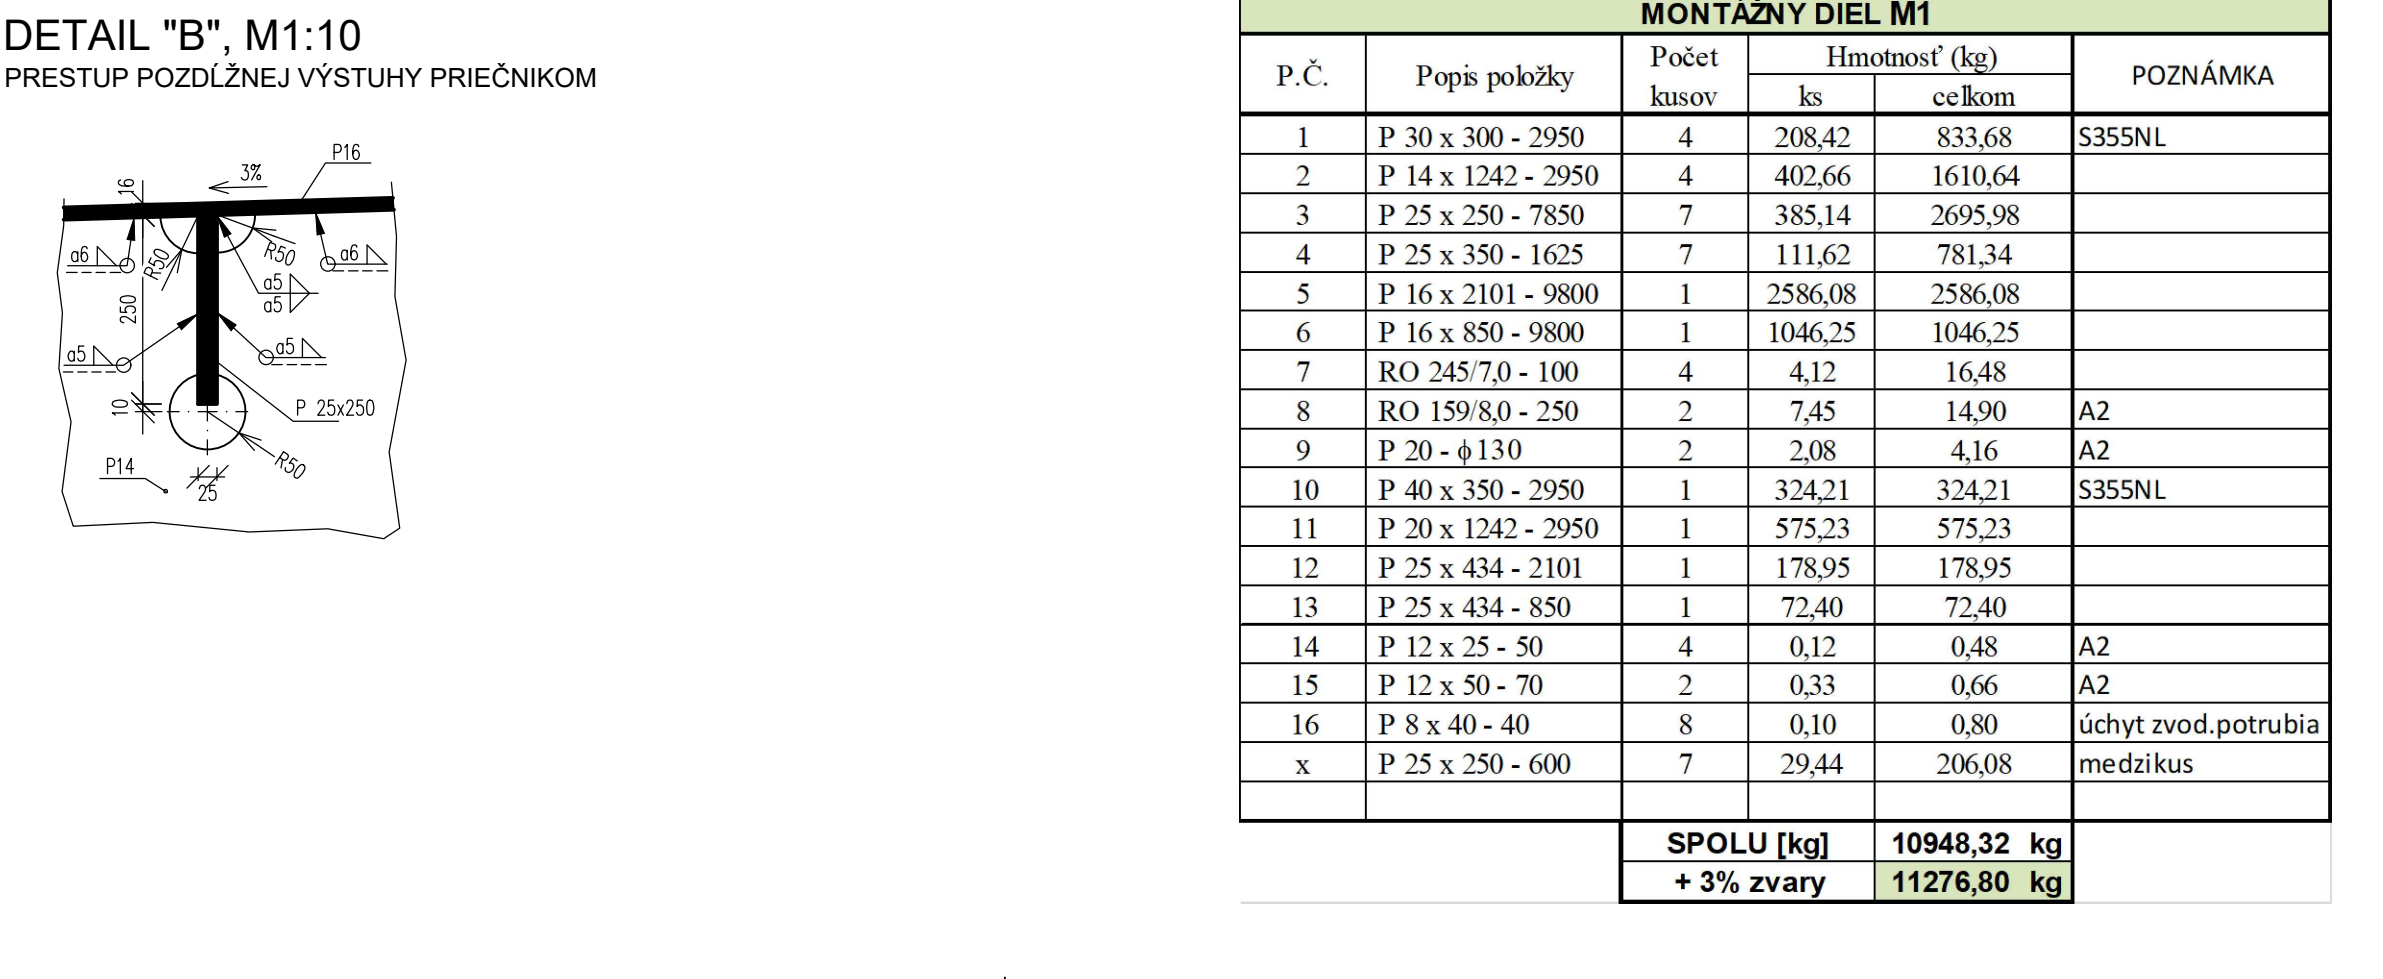 DETAIL "B", M1:10
PRESTUP POZDĹŽNEJ VÝSTUHY PRIEČNIKOM
P16
3%
16
a6
R50
R50
a6
a5
a5
250
a5
a5
10
P 25x250
R50
P14
25
MONTÁŽNY DIEL M1
P.Č. Popis položky Počet kusov Hmotnosť (kg) POZNÁMKA
ks celkom
1 P 30 x 300 - 2950 4 208,42 833,68 S355NL
2 P 14 x 1242 - 2950 4 402,66 1610,64
3 P 25 x 250 - 7850 7 385,14 2695,98
4 P 25 x 350 - 1625 7 111,62 781,34
5 P 16 x 2101 - 9800 1 2586,08 2586,08
6 P 16 x 850 - 9800 1 1046,25 1046,25
7 RO 245/7,0 - 100 4 4,12 16,48
8 RO 159/8,0 - 250 2 7,45 14,90 A2
9 P 20 - ϕ130 2 2,08 4,16 A2
10 P 40 x 350 - 2950 1 324,21 324,21 S355NL
11 P 20 x 1242 - 2950 1 575,23 575,23
12 P 25 x 434 - 2101 1 178,95 178,95
13 P 25 x 434 - 850 1 72,40 72,40
14 P 12 x 25 - 50 4 0,12 0,48 A2
15 P 12 x 50 - 70 2 0,33 0,66 A2
16 P 8 x 40 - 40 8 0,10 0,80 úchyt zvod.potrubia
x P 25 x 250 - 600 7 29,44 206,08 medzikus
SPOLU [kg] 10948,32 kg
+ 3% zvary 11276,80 kg